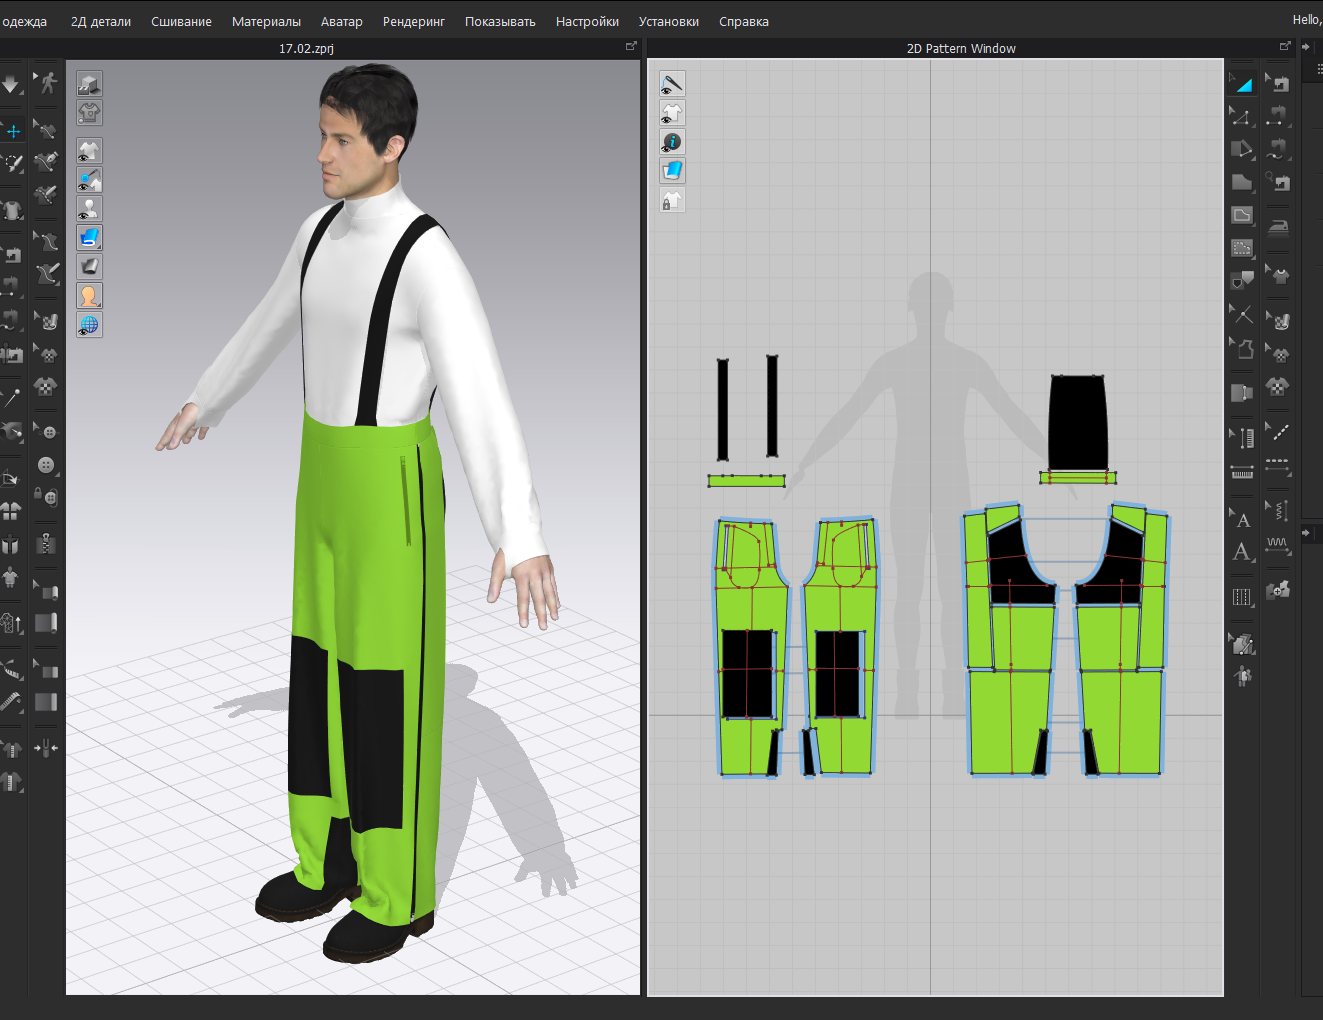 одежда 2Д детали Сшивание Материалы Аватар Рендеринг Показывать Настройки Установки Справка Hello,
17.02.zprj 2D Pattern Window
A
A